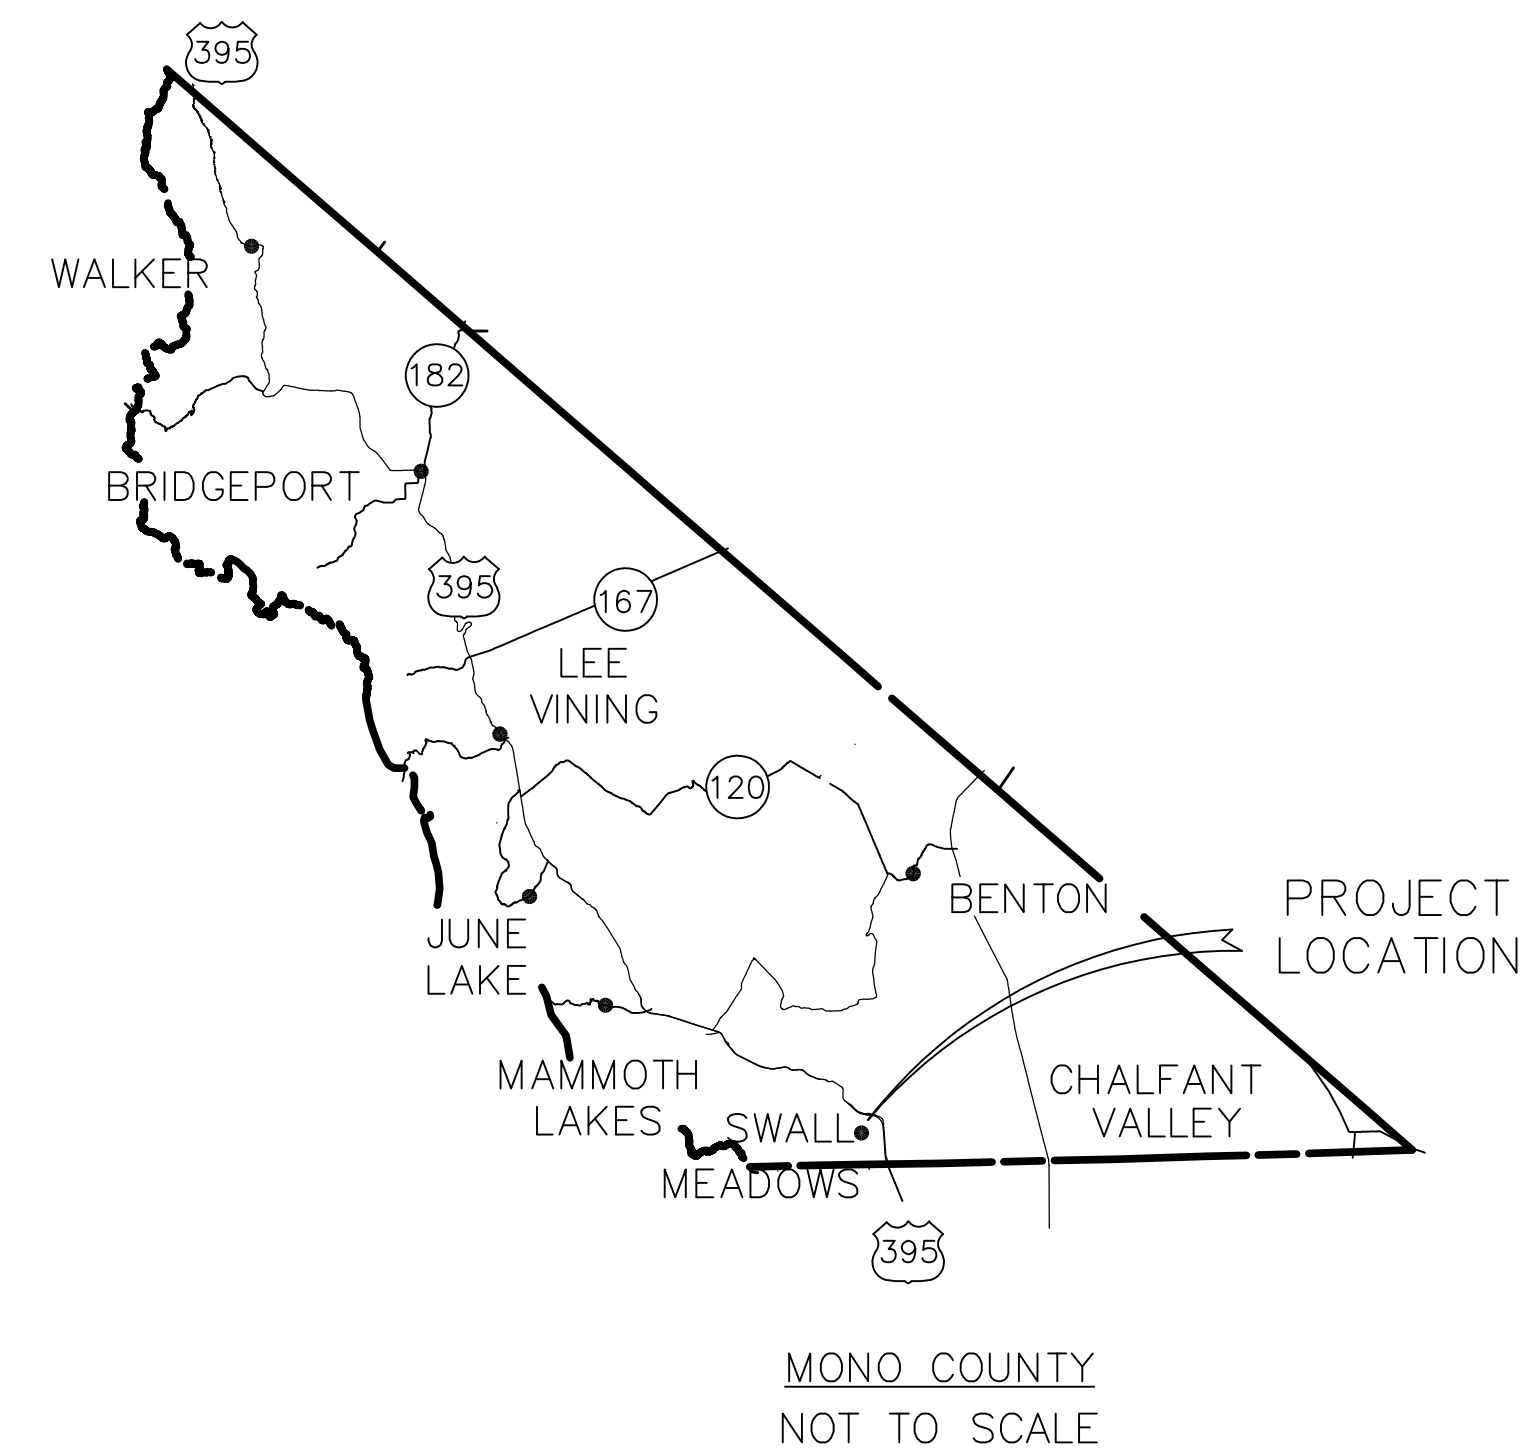 395
WALKER
182
BRIDGEPORT
395
167
LEE
VINING
120
BENTON
PROJECT
LOCATION
JUNE
LAKE
MAMMOTH
LAKES
CHALFANT
VALLEY
SWALL
MEADOWS
395
MONO COUNTY
NOT TO SCALE